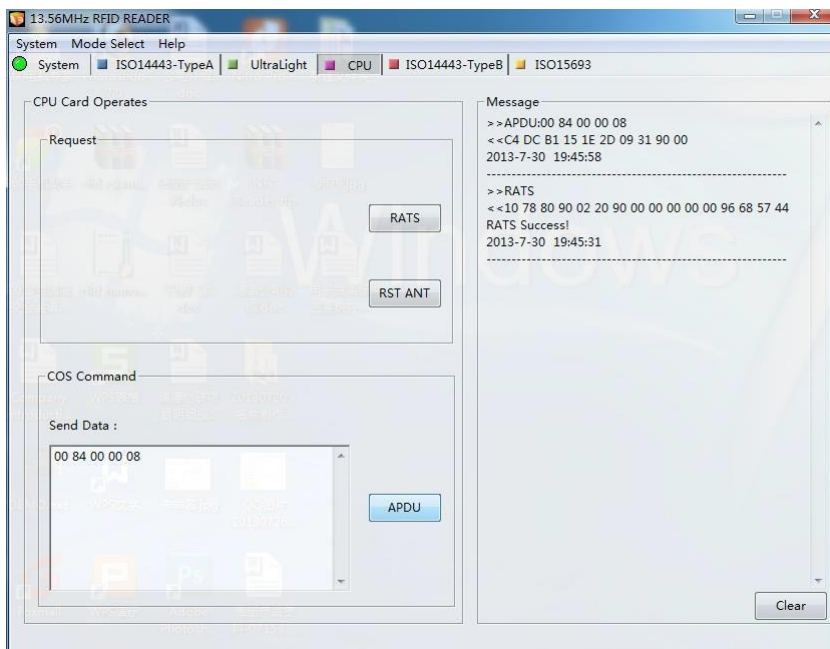 13.56MHz RFID READER
System Mode Select Help
System ISO14443-TypeA UltraLight CPU ISO14443-TypeB ISO15693
CPU Card Operates
Request
RATS
RST ANT
COS Command
Send Data :
00 84 00 00 08
APDU
Message
>>APDU:00 84 00 00 08
<<C4 DC B1 15 1E 2D 09 31 90 00
2013-7-30 19:45:58
------------------------------------------------------------
>>RATS
<<10 78 80 90 02 20 90 00 00 00 00 00 96 68 57 44
RATS Success!
2013-7-30 19:45:31
------------------------------------------------------------
Clear
Windows